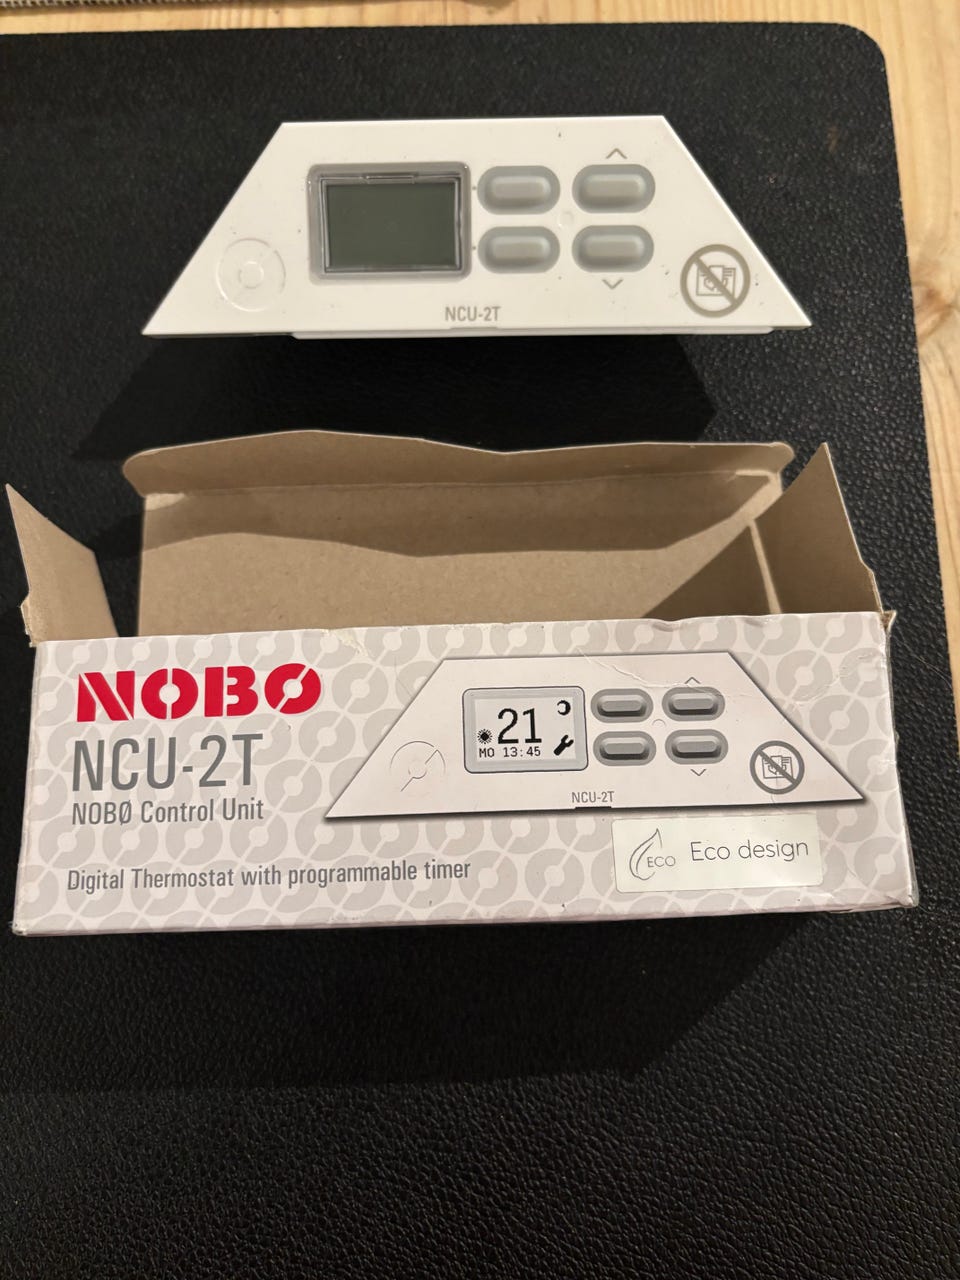 NCU-2T
NOBØ
NCU-2T
NOBØ Control Unit
Digital Thermostat with programmable timer
21
MO 13:45
NCU-2T
ECO Eco design